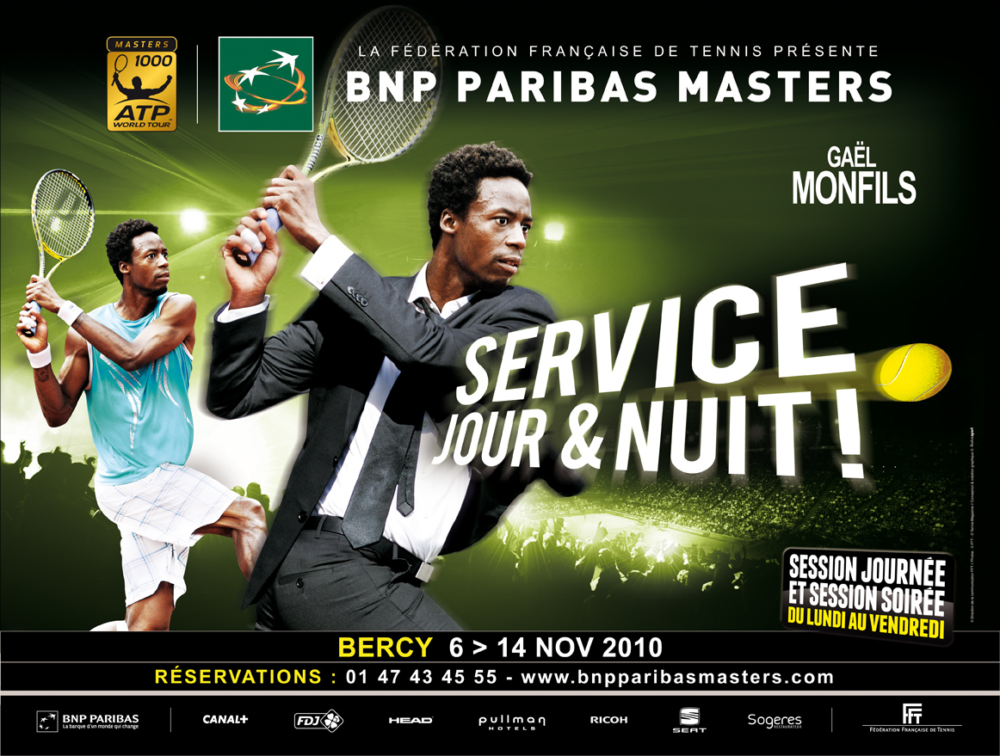 MASTERS
1000
ATP
WORLD TOUR
LA FÉDÉRATION FRANÇAISE DE TENNIS PRÉSENTE
BNP PARIBAS MASTERS
GAËL
MONFILS
SERVICE
JOUR & NUIT !
SESSION JOURNÉE
ET SESSION SOIRÉE
DU LUNDI AU VENDREDI
BERCY 6 > 14 NOV 2010
RÉSERVATIONS : 01 47 43 45 55 - www.bnpparibasmasters.com
BNP PARIBAS
La banque d'un monde qui change
CANAL+
FDJ
HEAD
pullman
HOTELS
RICOH
SEAT
Sogeres
RESTAURATEUR
FFT
FÉDÉRATION FRANÇAISE DE TENNIS